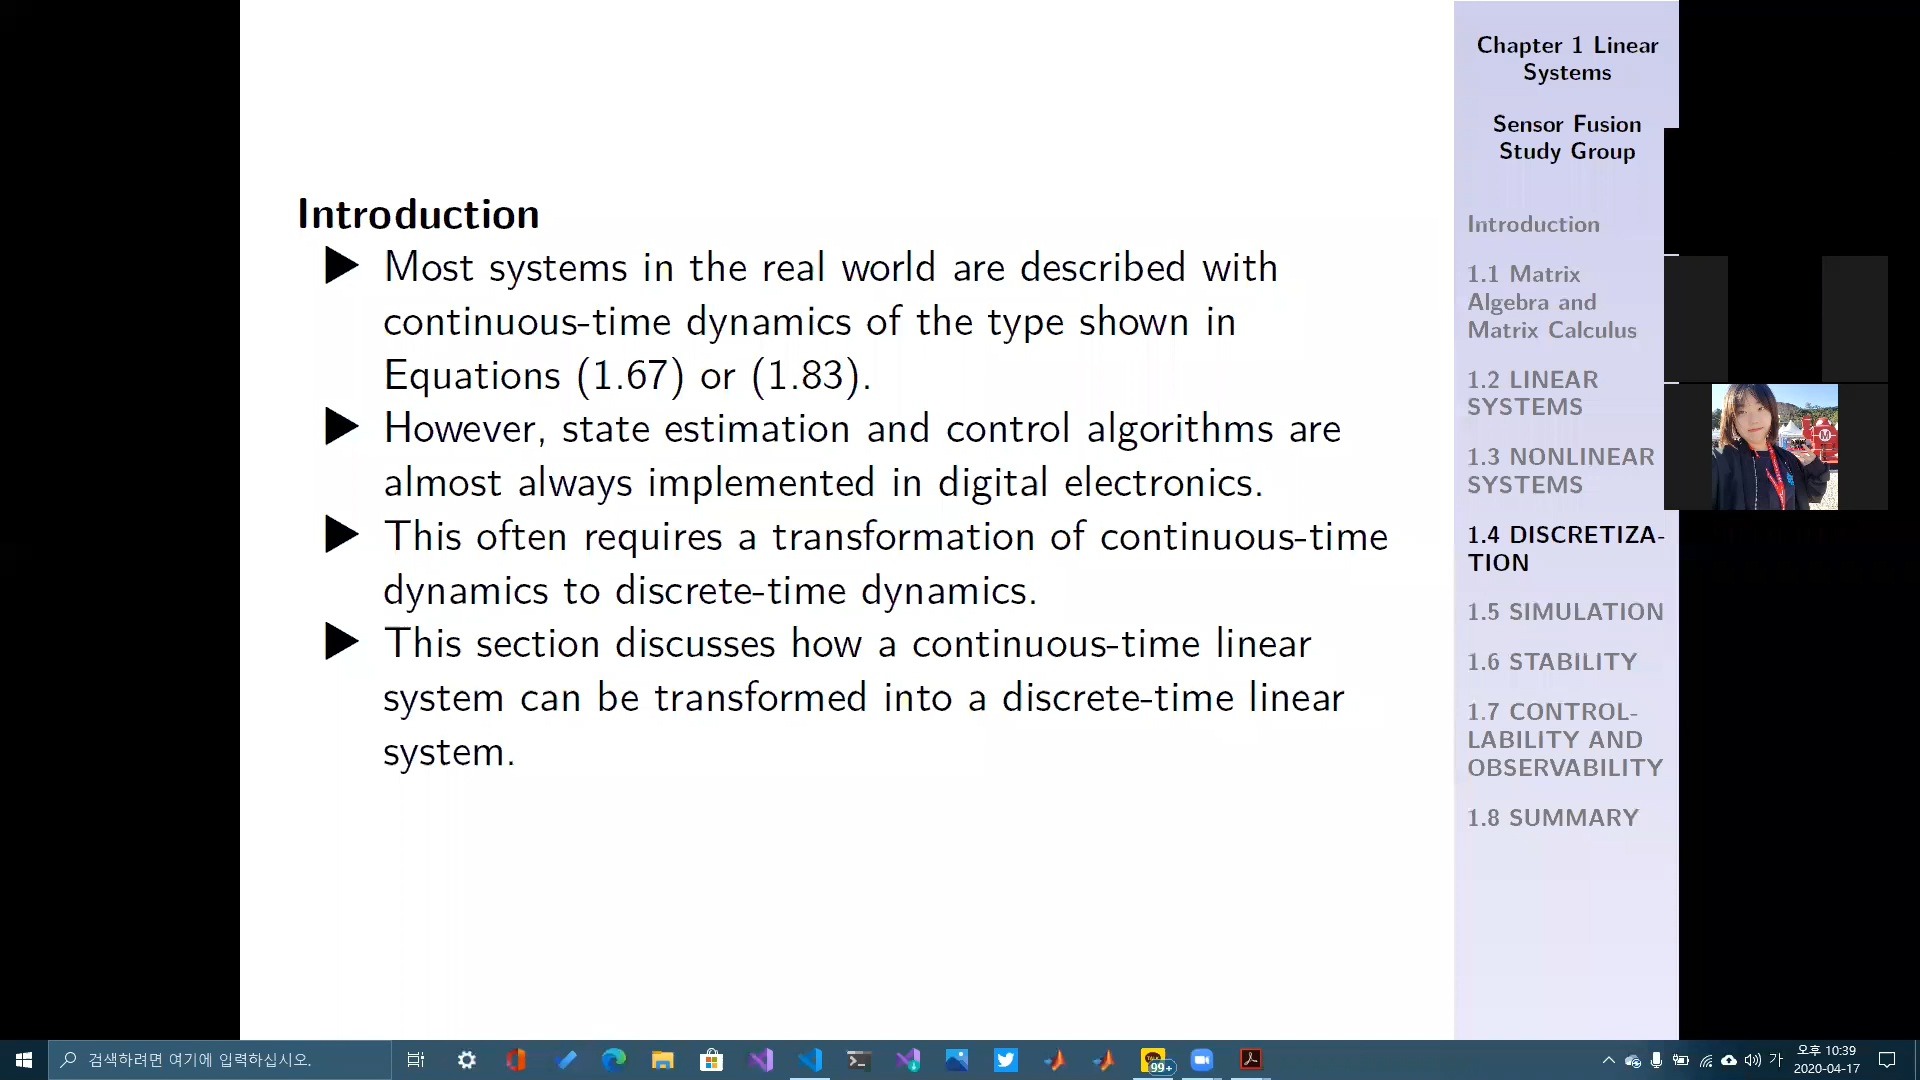 Introduction
Most systems in the real world are described with
continuous-time dynamics of the type shown in
Equations (1.67) or (1.83).
However, state estimation and control algorithms are
almost always implemented in digital electronics.
This often requires a transformation of continuous-time
dynamics to discrete-time dynamics.
This section discusses how a continuous-time linear
system can be transformed into a discrete-time linear
system.
Chapter 1 Linear
Systems
Sensor Fusion
Study Group
Introduction
1.1 Matrix
Algebra and
Matrix Calculus
1.2 LINEAR
SYSTEMS
1.3 NONLINEAR
SYSTEMS
1.4 DISCRETIZA-
TION
1.5 SIMULATION
1.6 STABILITY
1.7 CONTROL-
LABILITY AND
OBSERVABILITY
1.8 SUMMARY
M
검색하려면 여기에 입력하십시오.
99+
가
오후 10:39
2020-04-17